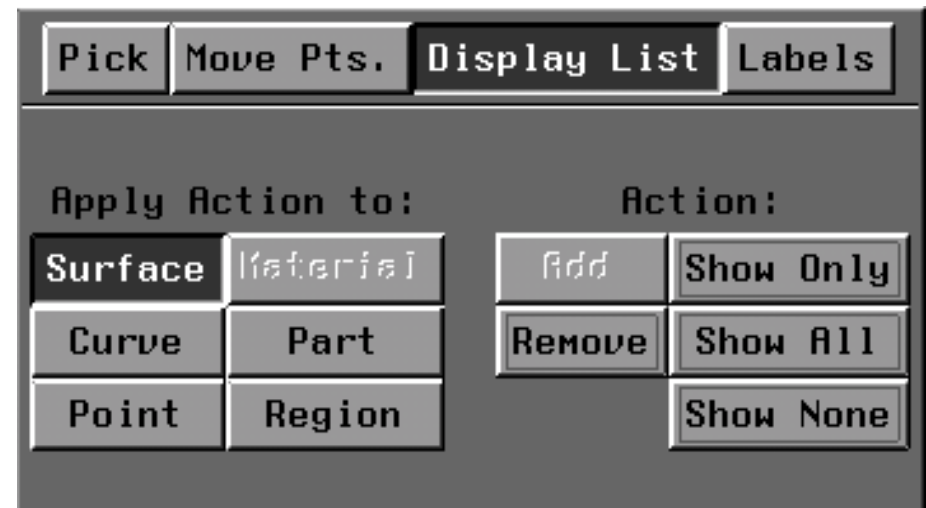 Pick Move Pts. Display List Labels
Apply Action to: Action:
Surface Material Add Show Only
Curve Part Remove Show All
Point Region Show None